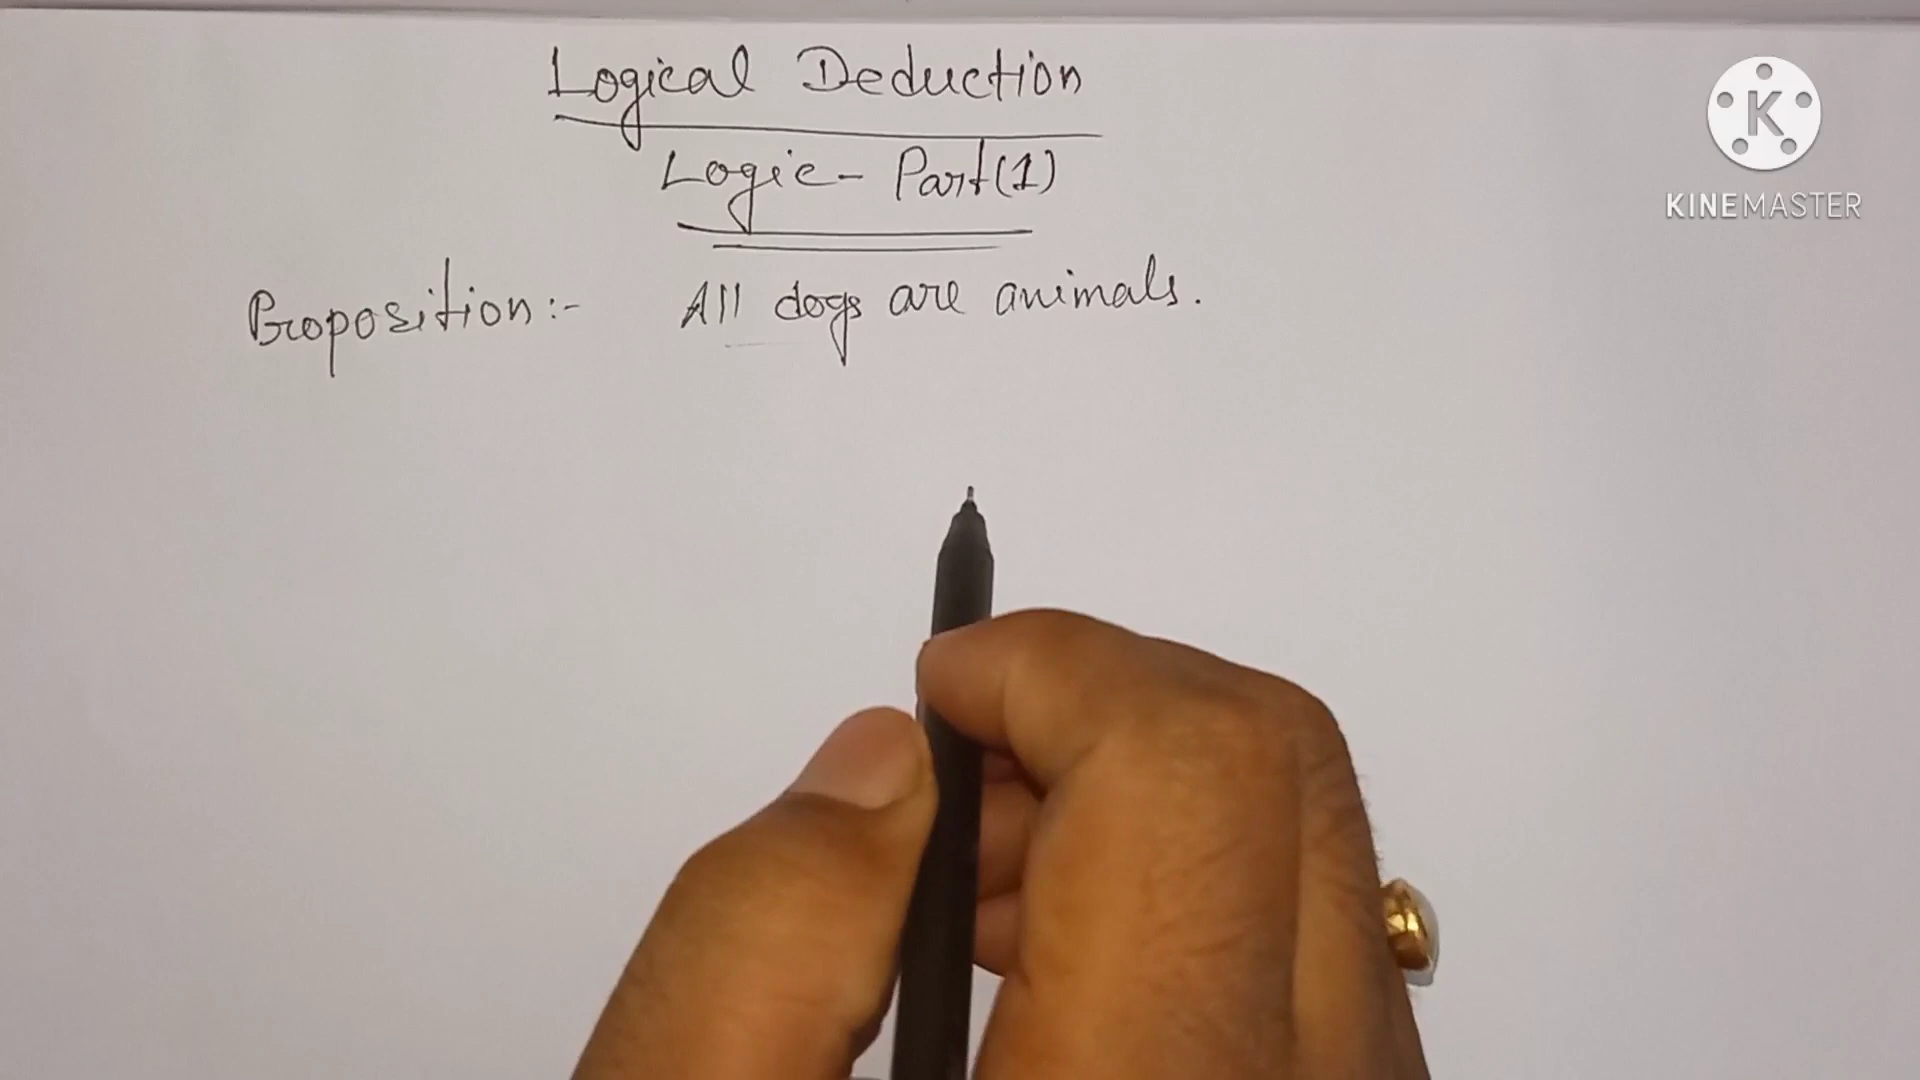 Logical Deduction
Logic - Part (1)
Proposition :- All dogs are animals.
K
KINEMASTER